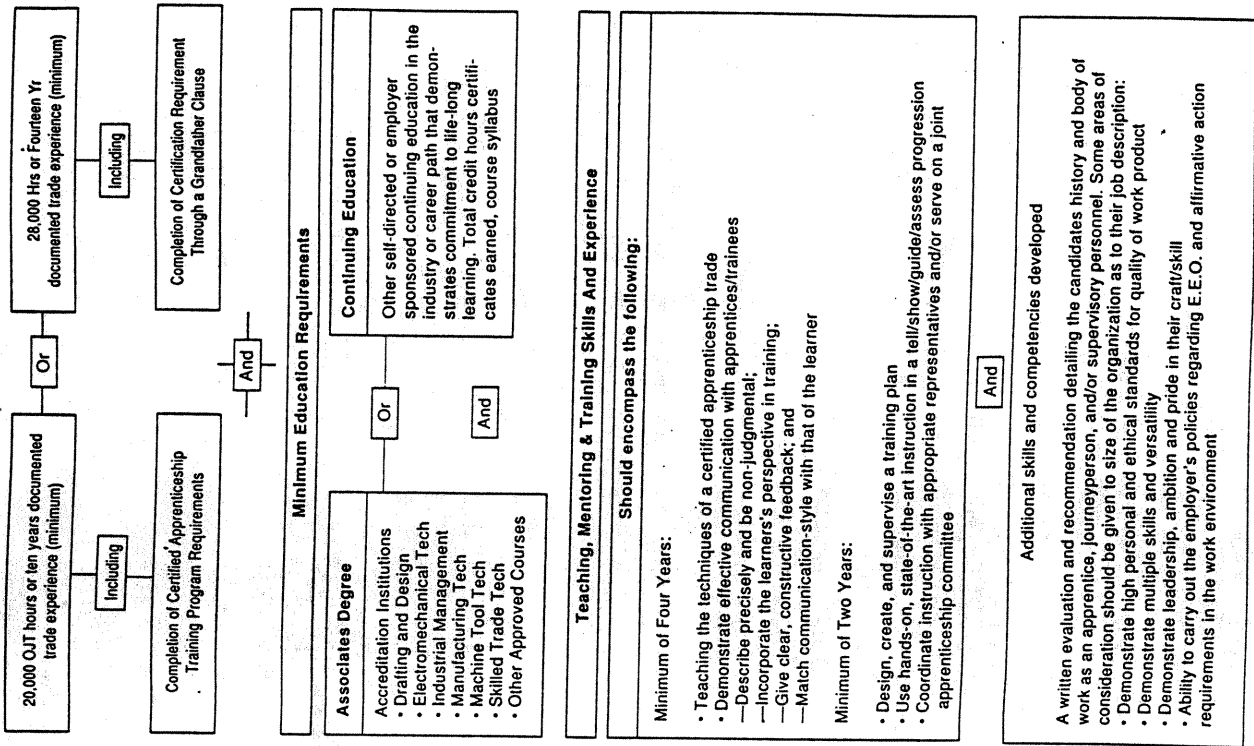 20,000 OJT hours or ten years documented
trade experience (minimum)
Or
28,000 Hrs or Fourteen Yr
documented trade experience (minimum)
Including
Including
Completion of Certified Apprenticeship
Training Program Requirements
Completion of Certification Requirement
Through a Grandfather Clause
And
Minimum Education Requirements
Associates Degree
Accreditation Institutions
• Drafting and Design
• Electromechanical Tech
• Industrial Management
• Manufacturing Tech
• Machine Tool Tech
• Skilled Trade Tech
• Other Approved Courses
Or
And
Continuing Education
Other self-directed or employer
sponsored continuing education in the
industry or career path that demon-
strates commitment to life-long
learning. Total credit hours certifi-
cates earned, course syllabus
Teaching, Mentoring & Training Skills And Experience
Should encompass the following:
Minimum of Four Years:
• Teaching the techniques of a certified apprenticeship trade
• Demonstrate effective communication with apprentices/trainees
—Describe precisely and be non-judgmental;
—Incorporate the learners's perspective in training;
—Give clear, constructive feedback; and
—Match communication-style with that of the learner
Minimum of Two Years:
• Design, create, and supervise a training plan
• Use hands-on, state-of-the-art instruction in a tell/show/guide/assess progression
• Coordinate instruction with appropriate representatives and/or serve on a joint
apprenticeship committee
And
Additional skills and competencies developed
A written evaluation and recommendation detailing the candidates history and body of
work as an apprentice, journeyperson, and/or supervisory personnel. Some areas of
consideration should be given to size of the organization as to their job description:
• Demonstrate high personal and ethical standards for quality of work product
• Demonstrate multiple skills and versatility
• Demonstrate leadership, ambition and pride in their craft/skill
• Ability to carry out the employer's policies regarding E.E.O. and affirmative action
requirements in the work environment